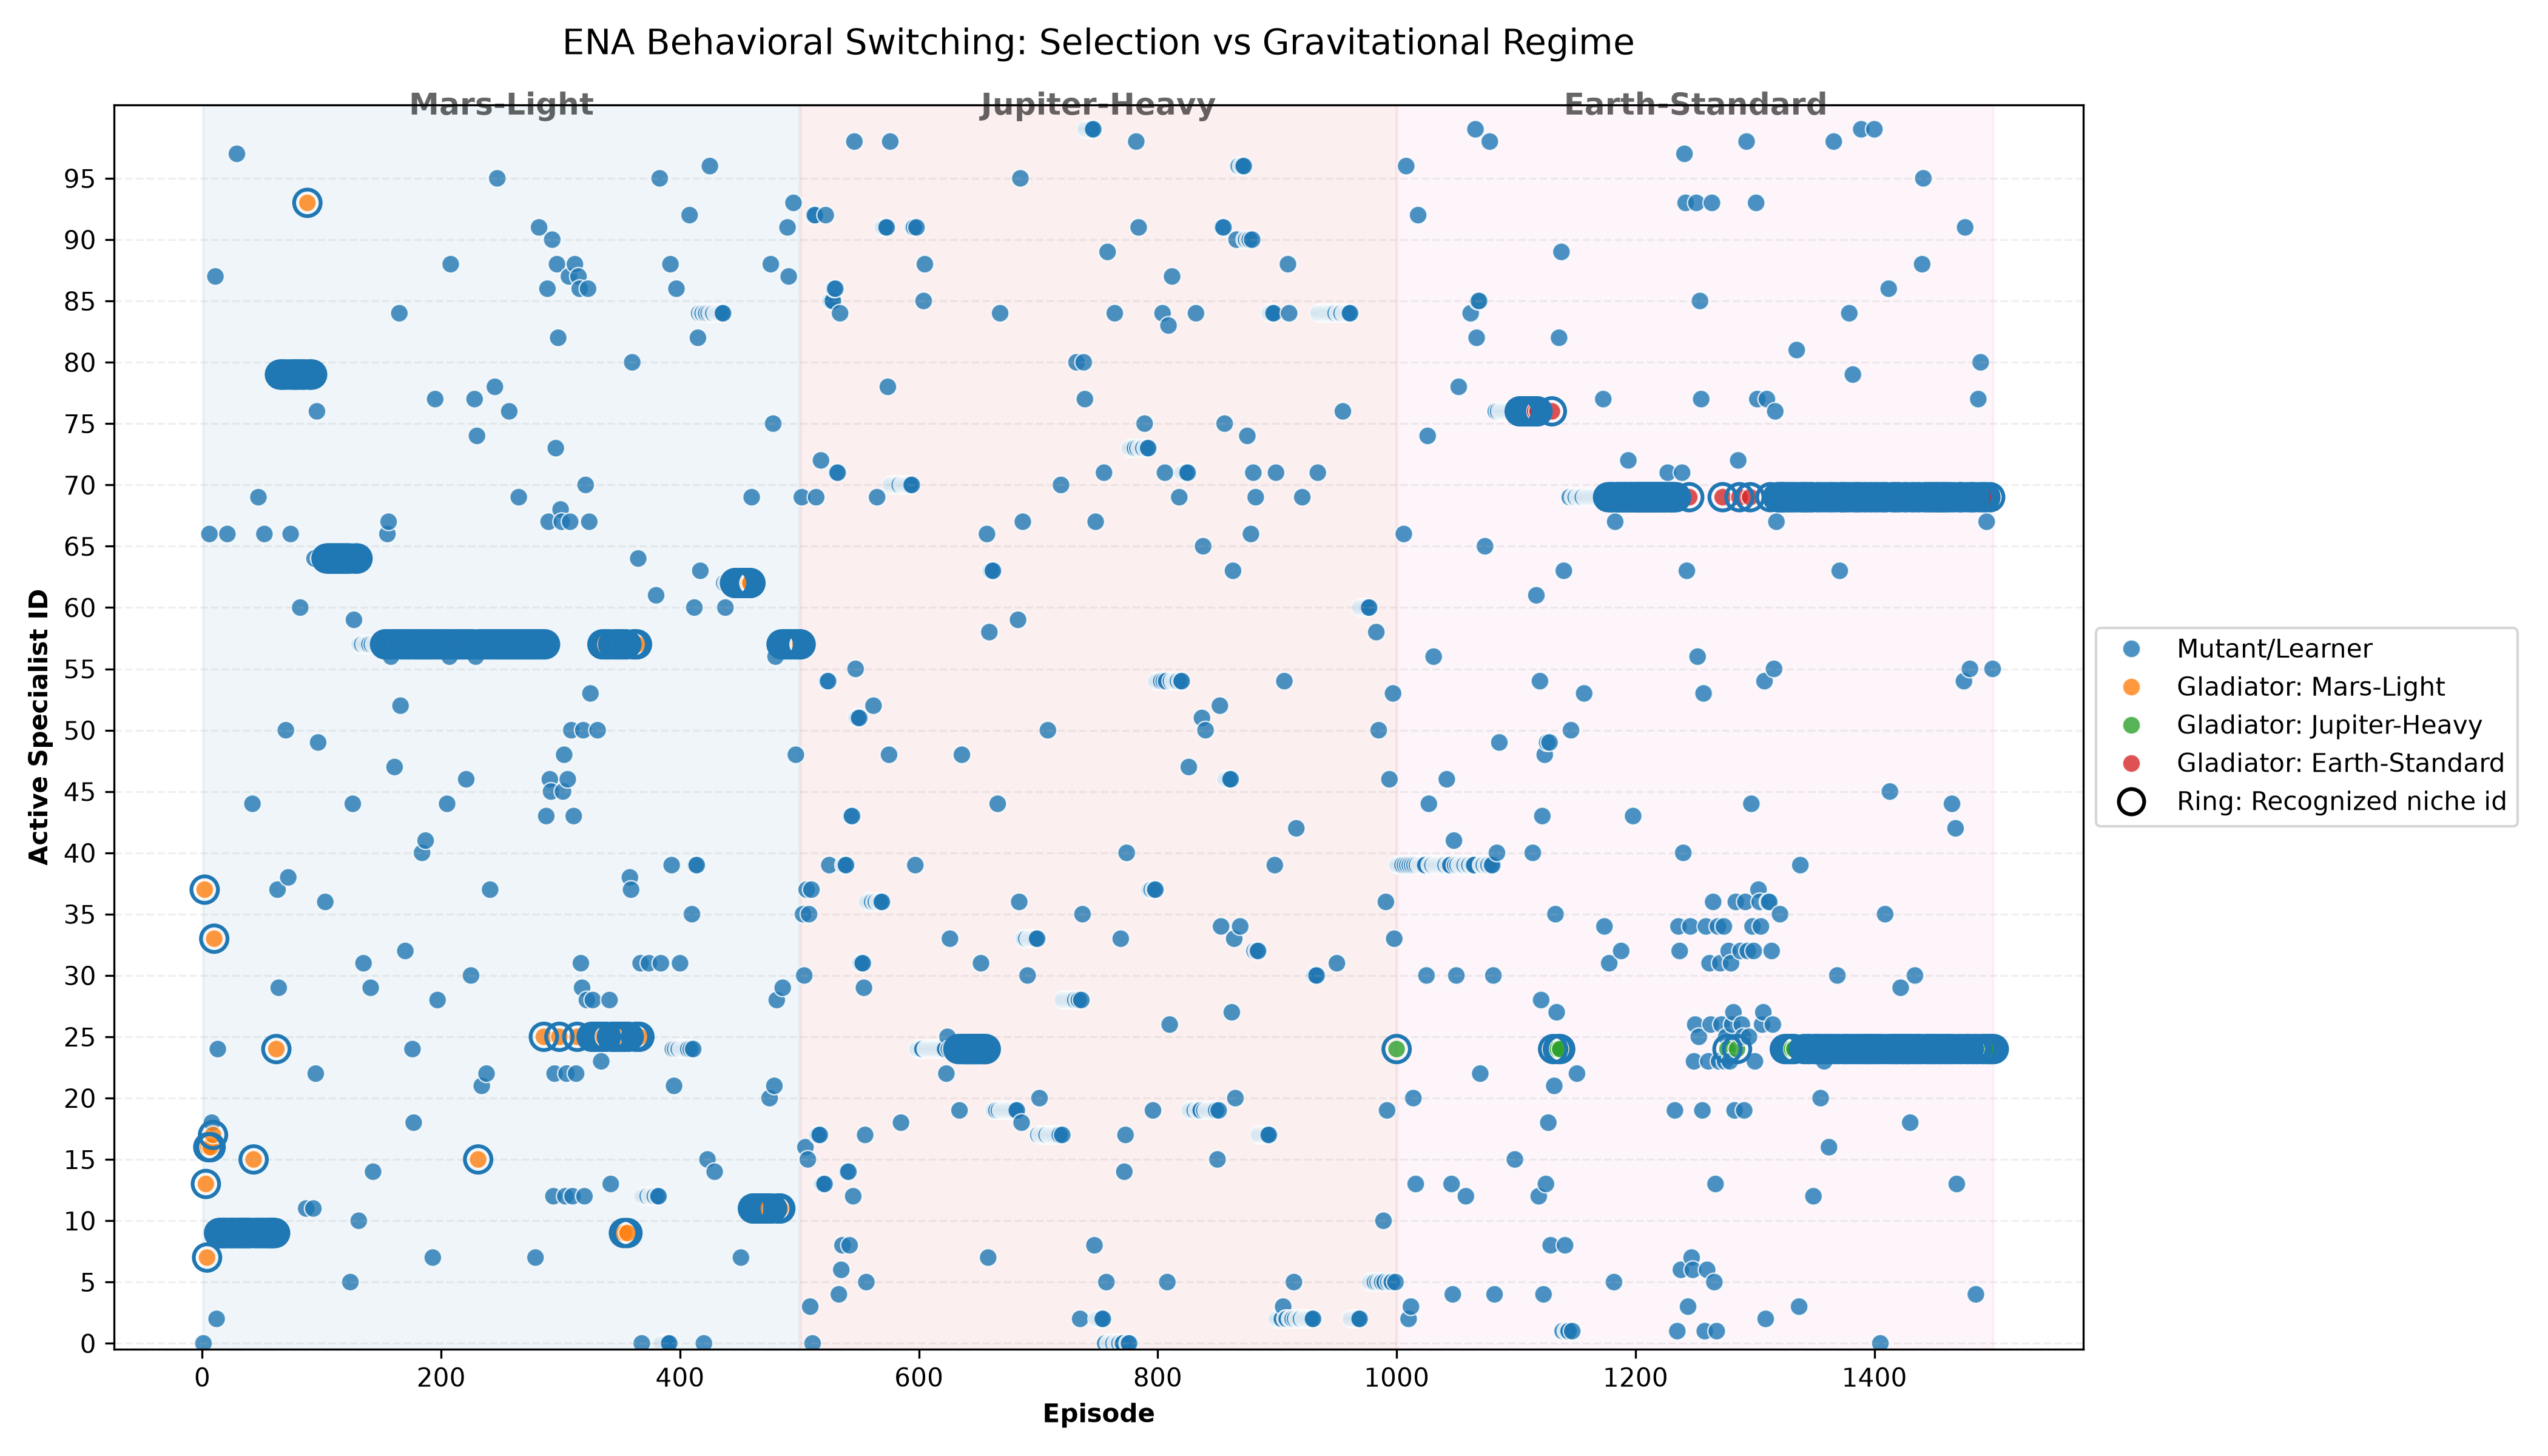 ENA Behavioral Switching: Selection vs Gravitational Regime
Mars-Light
Jupiter-Heavy
Earth-Standard
Active Specialist ID
95
90
85
80
75
70
65
60
55
50
45
40
35
30
25
20
15
10
5
0
0
200
400
600
800
1000
1200
1400
Episode
Mutant/Learner
Gladiator: Mars-Light
Gladiator: Jupiter-Heavy
Gladiator: Earth-Standard
Ring: Recognized niche id